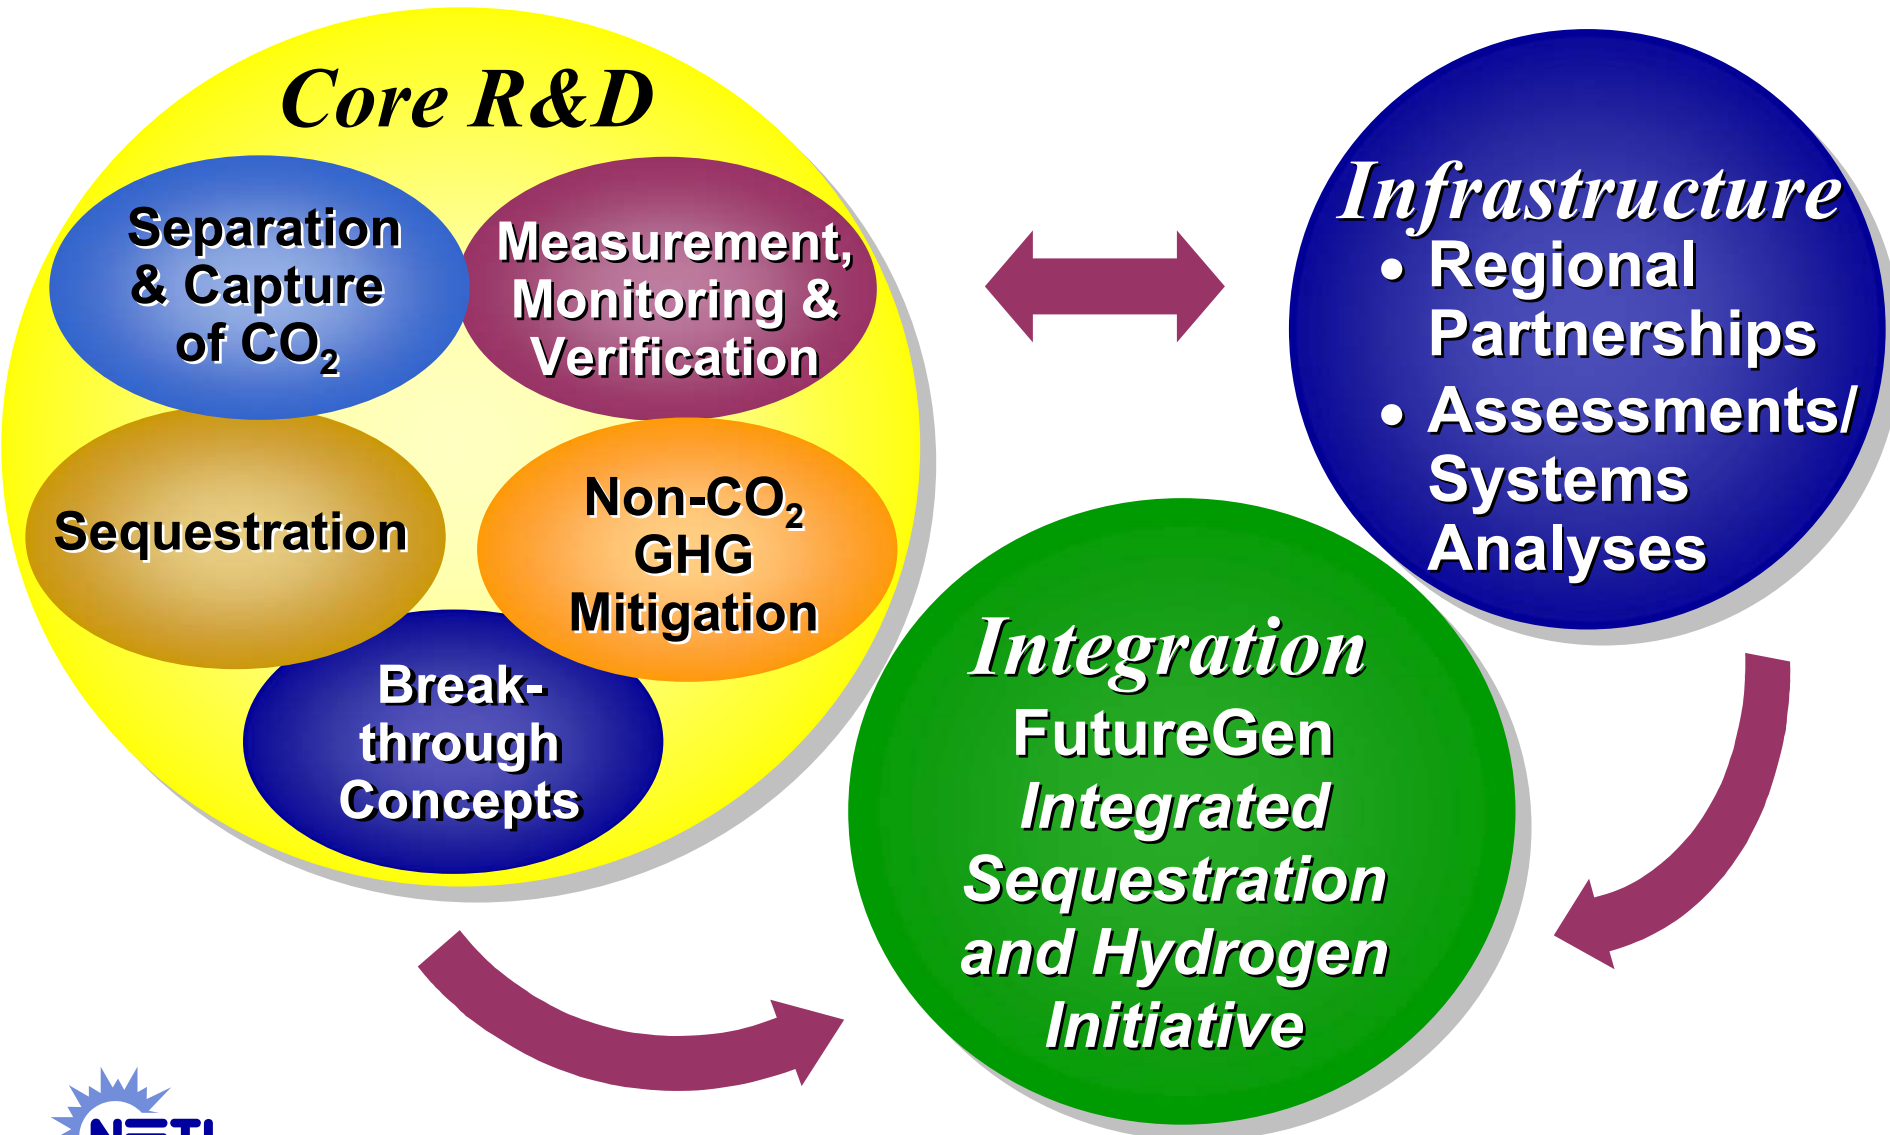 Core R&D
Separation
& Capture
of CO₂
Measurement,
Monitoring &
Verification
Sequestration
Non-CO₂
GHG
Mitigation
Break-
through
Concepts
Infrastructure
• Regional
Partnerships
• Assessments/
Systems
Analyses
Integration
FutureGen
Integrated
Sequestration
and Hydrogen
Initiative
NETL